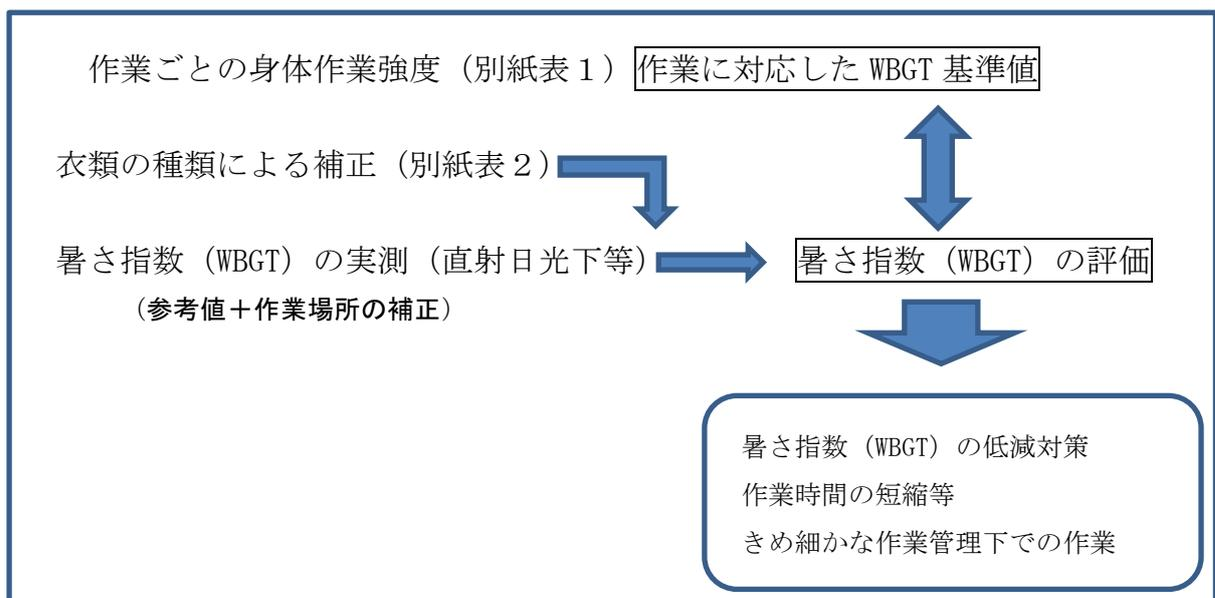 作業ごとの身体作業強度（別紙表１）作業に対応した WBGT 基準値
衣類の種類による補正（別紙表２）
暑さ指数（WBGT）の実測（直射日光下等） 暑さ指数（WBGT）の評価
（参考値＋作業場所の補正）
暑さ指数（WBGT）の低減対策
作業時間の短縮等
きめ細かな作業管理下での作業